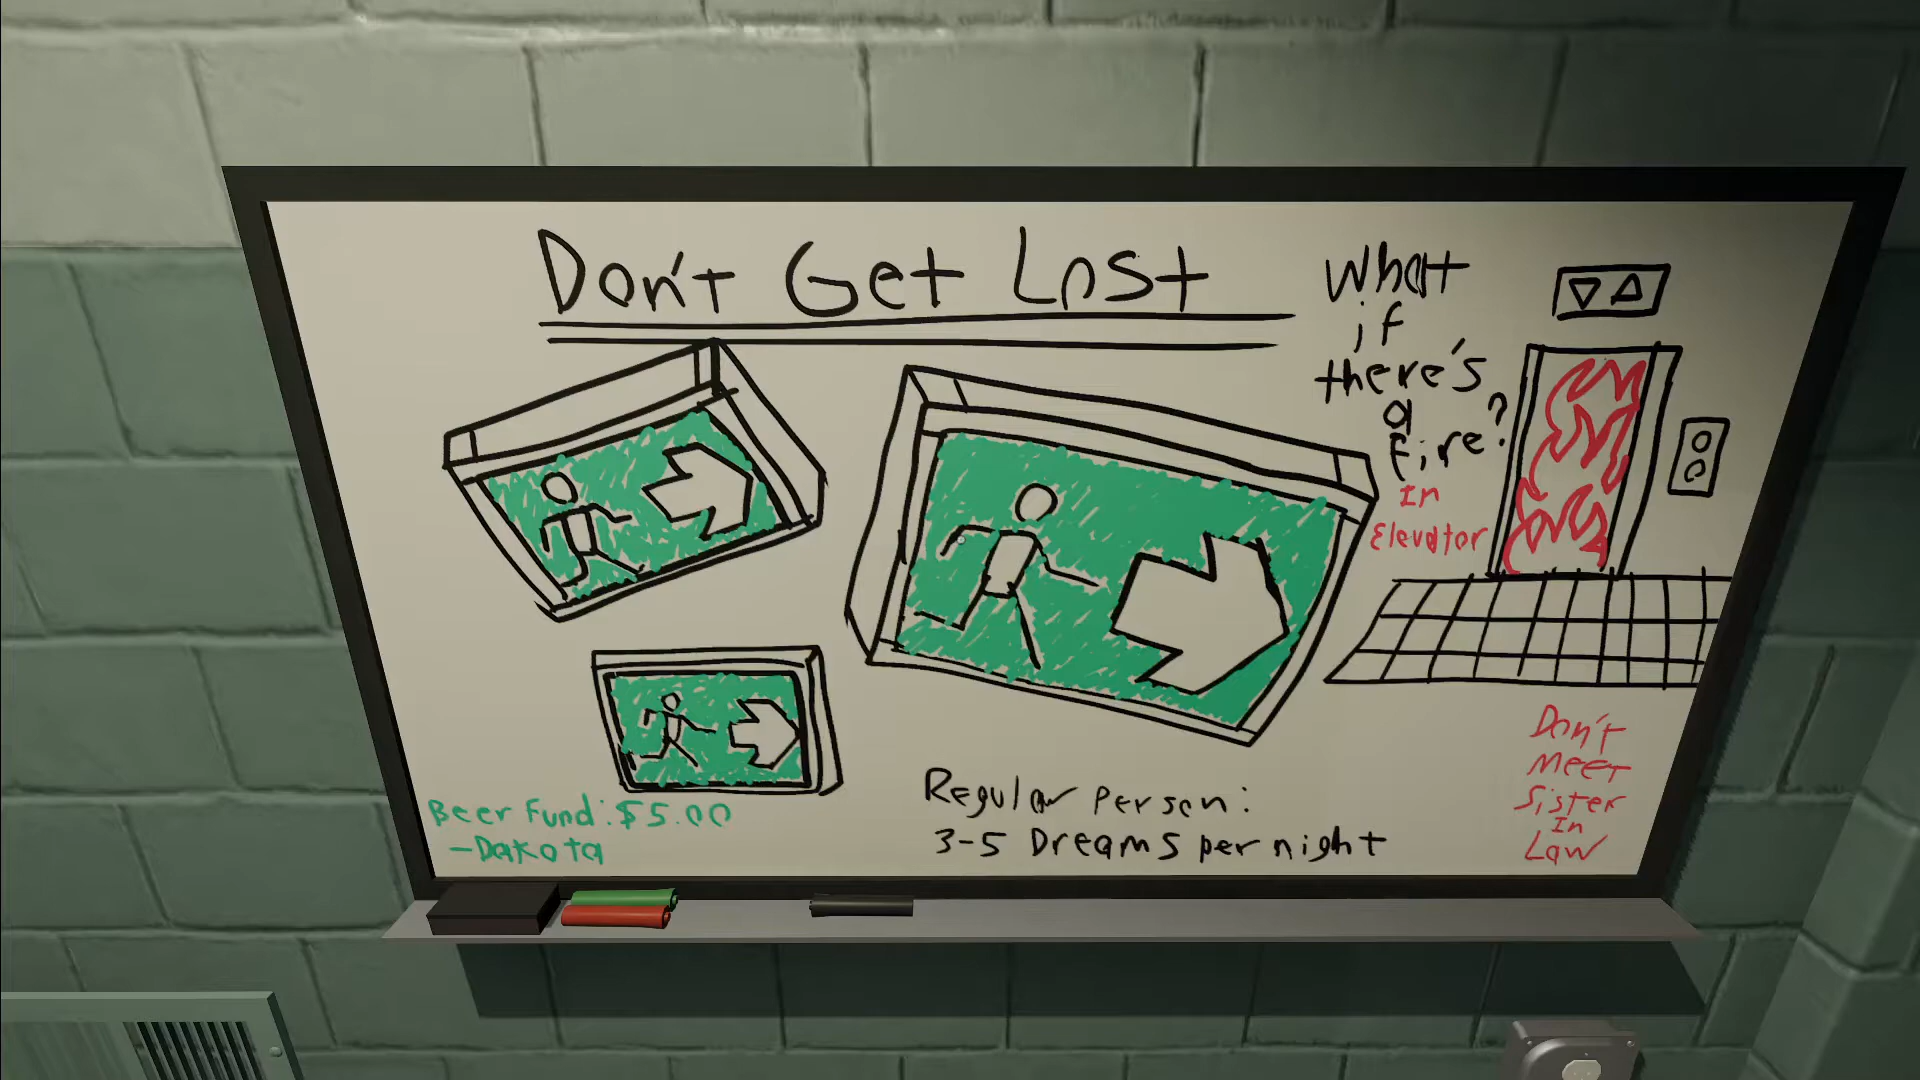 Don't Get Lost
What
if
there's
a
Fire?
In
Elevator
Beer Fund: $5.00
-Dakota
Regular Person:
3-5 Dreams per night
Don't
Meet
Sister
In
Law